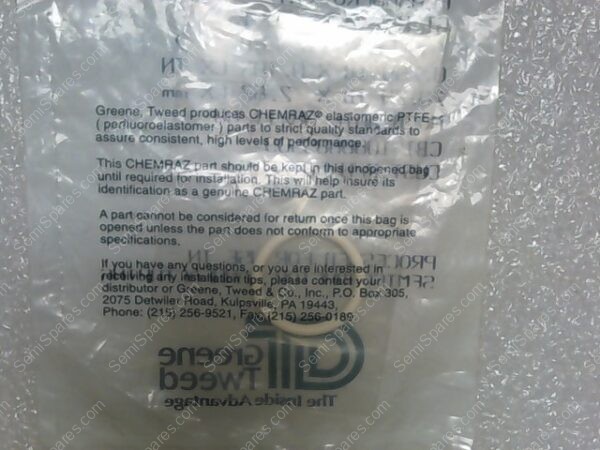 Greene, Tweed produces CHEMRAZ® elastomeric PTFE
( perfluoroelastomer ) parts to strict quality standards to
assure consistent, high levels of performance.
This CHEMRAZ part should be kept in this unopened bag
until required for installation. This will help insure its
identification as a genuine CHEMRAZ part.
A part cannot be considered for return once this bag is
opened unless the part does not conform to appropriate
specifications.
If you have any questions, or you are interested in
receiving any installation tips, please contact your
distributor or Greene, Tweed & Co., Inc., P.O. Box 305,
2075 Detwiler Road, Kulpsville, PA 19443,
Phone: (215) 256-9521, Fax: (215) 256-0189
Greene
Tweed
The Inside Advantage
SemiSpares.com